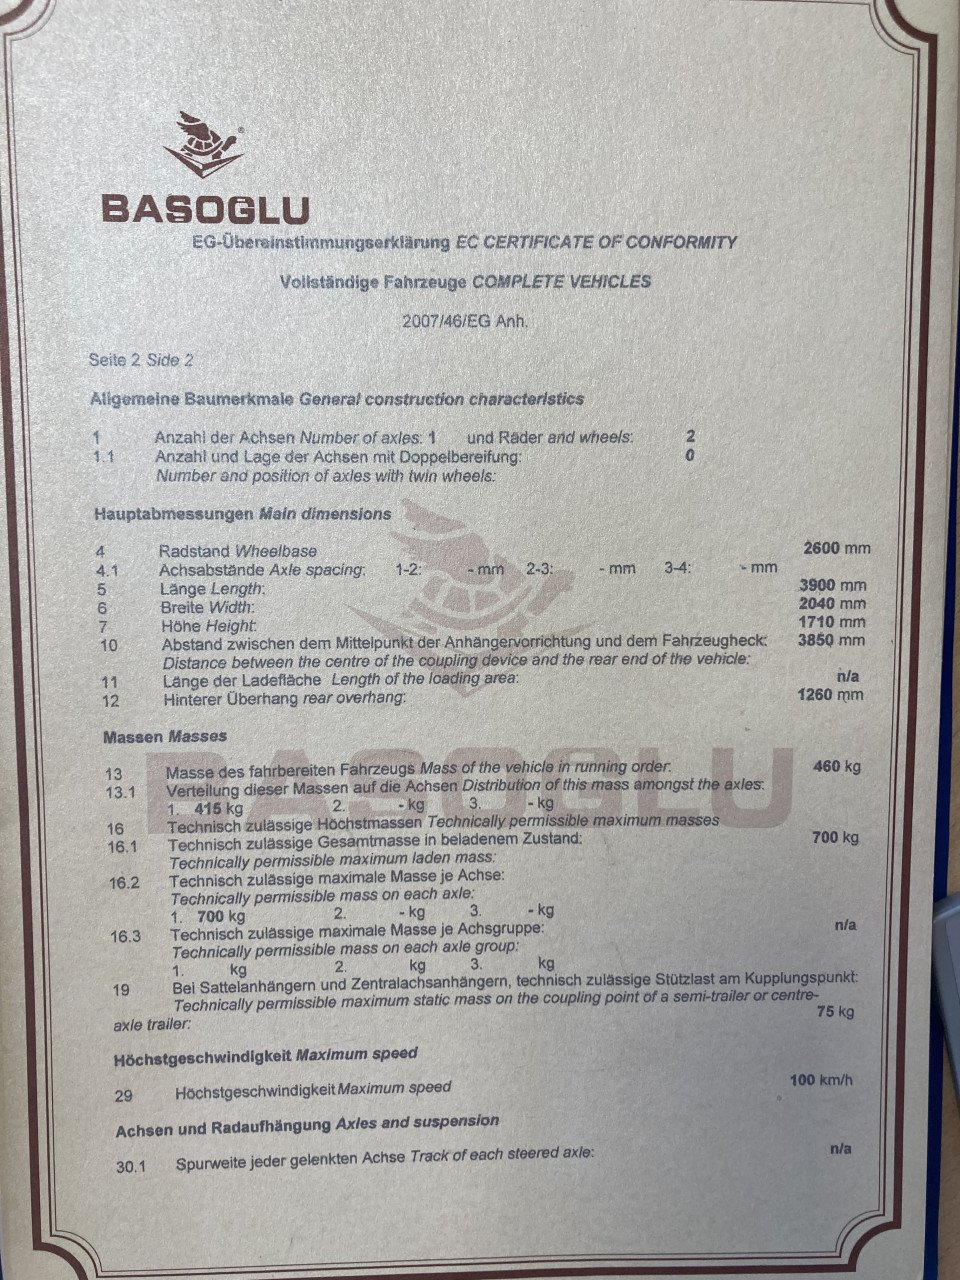 BASOGLU
EG-Übereinstimmungserklärung EC CERTIFICATE OF CONFORMITY
Vollständige Fahrzeuge COMPLETE VEHICLES
2007/46/EG Anh.
Seite 2 Side 2
Allgemeine Baumerkmale General construction characteristics
1 Anzahl der Achsen Number of axles: 1 und Räder and wheels: 2
1.1 Anzahl und Lage der Achsen mit Doppelbereifung: 0
Number and position of axles with twin wheels:
Hauptabmessungen Main dimensions
4 Radstand Wheelbase 2600 mm
4.1 Achsabstände Axle spacing: 1-2: - mm 2-3: - mm 3-4: - mm
5 Länge Length: 3900 mm
6 Breite Width: 2040 mm
7 Höhe Height: 1710 mm
10 Abstand zwischen dem Mittelpunkt der Anhängervorrichtung und dem Fahrzeugheck: 3850 mm
Distance between the centre of the coupling device and the rear end of the vehicle:
11 Länge der Ladefläche Length of the loading area: n/a
12 Hinterer Überhang rear overhang: 1260 mm
Massen Masses
BASOGLU
13 Masse des fahrbereiten Fahrzeugs Mass of the vehicle in running order: 460 kg
13.1 Verteilung dieser Massen auf die Achsen Distribution of this mass amongst the axles:
1. 415 kg 2. - kg 3. - kg
16 Technisch zulässige Höchstmassen Technically permissible maximum masses
16.1 Technisch zulässige Gesamtmasse in beladenem Zustand: 700 kg
Technically permissible maximum laden mass:
16.2 Technisch zulässige maximale Masse je Achse:
Technically permissible mass on each axle:
1. 700 kg 2. - kg 3. - kg
16.3 Technisch zulässige maximale Masse je Achsgruppe: n/a
Technically permissible mass on each axle group:
1. kg 2. kg 3. kg
19 Bei Sattelanhängern und Zentralachsanhängern, technisch zulässige Stützlast am Kupplungspunkt:
Technically permissible maximum static mass on the coupling point of a semi-trailer or centre-
axle trailer: 75 kg
Höchstgeschwindigkeit Maximum speed
29 Höchstgeschwindigkeit Maximum speed 100 km/h
Achsen und Radaufhängung Axles and suspension
30.1 Spurweite jeder gelenkten Achse Track of each steered axle: n/a